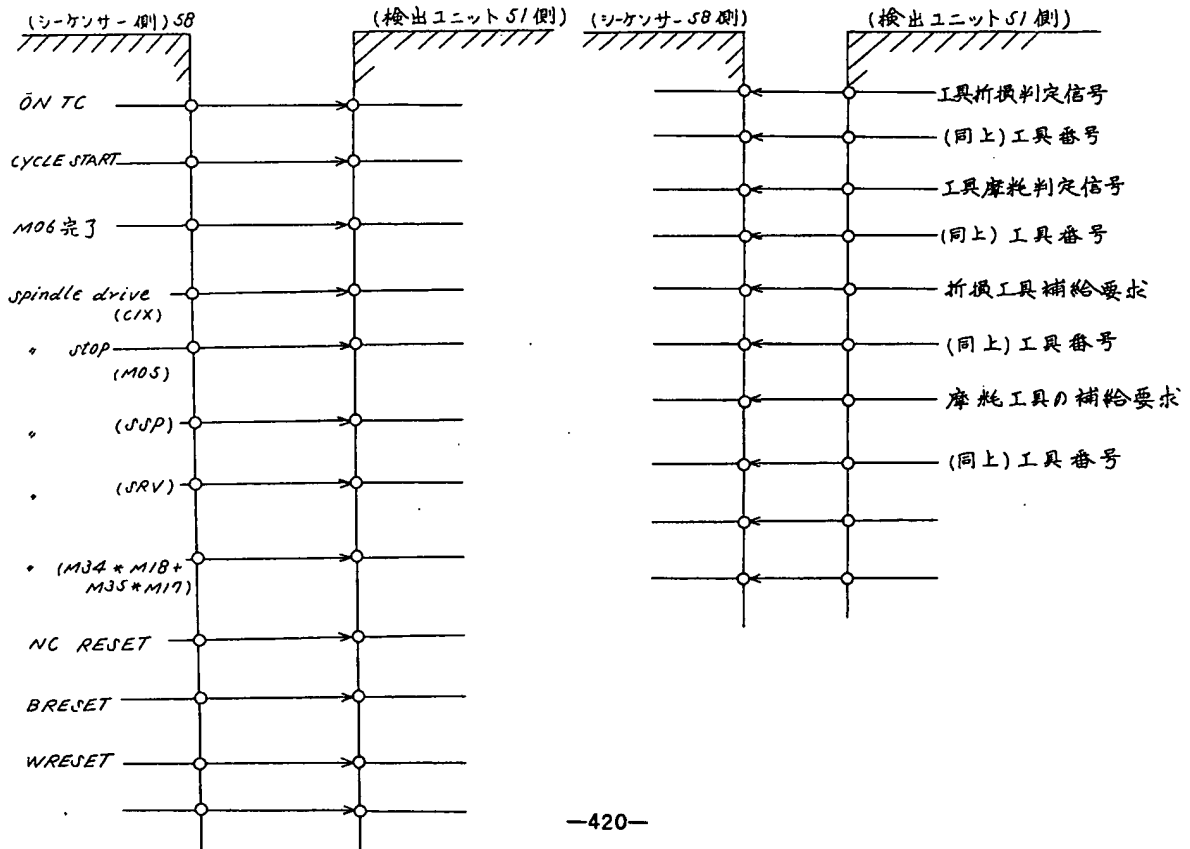 (シーケンサー側)58
(検出ユニット51側)
ŌN TC
CYCLE START
M06完了
spindle drive
(C1X)
〃 stop
(M05)
〃 (SSP)
〃 (SRV)
〃 (M34*M18+
M35*M17)
NC RESET
BRESET
WRESET
(シーケンサー58側)
(検出ユニット51側)
工具折損判定信号
(同上)工具番号
工具摩耗判定信号
(同上)工具番号
折損工具補給要求
(同上)工具番号
摩耗工具の補給要求
(同上)工具番号
—420—